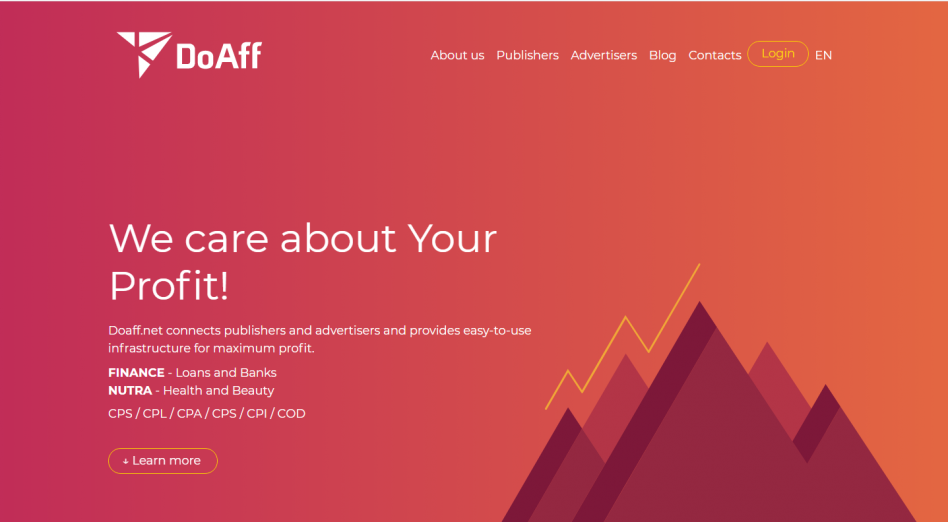 DoAff
About us Publishers Advertisers Blog Contacts Login EN
We care about Your
Profit!
Doaff.net connects publishers and advertisers and provides easy-to-use
infrastructure for maximum profit.
FINANCE - Loans and Banks
NUTRA - Health and Beauty
CPS / CPL / CPA / CPS / CPI / COD
↓ Learn more